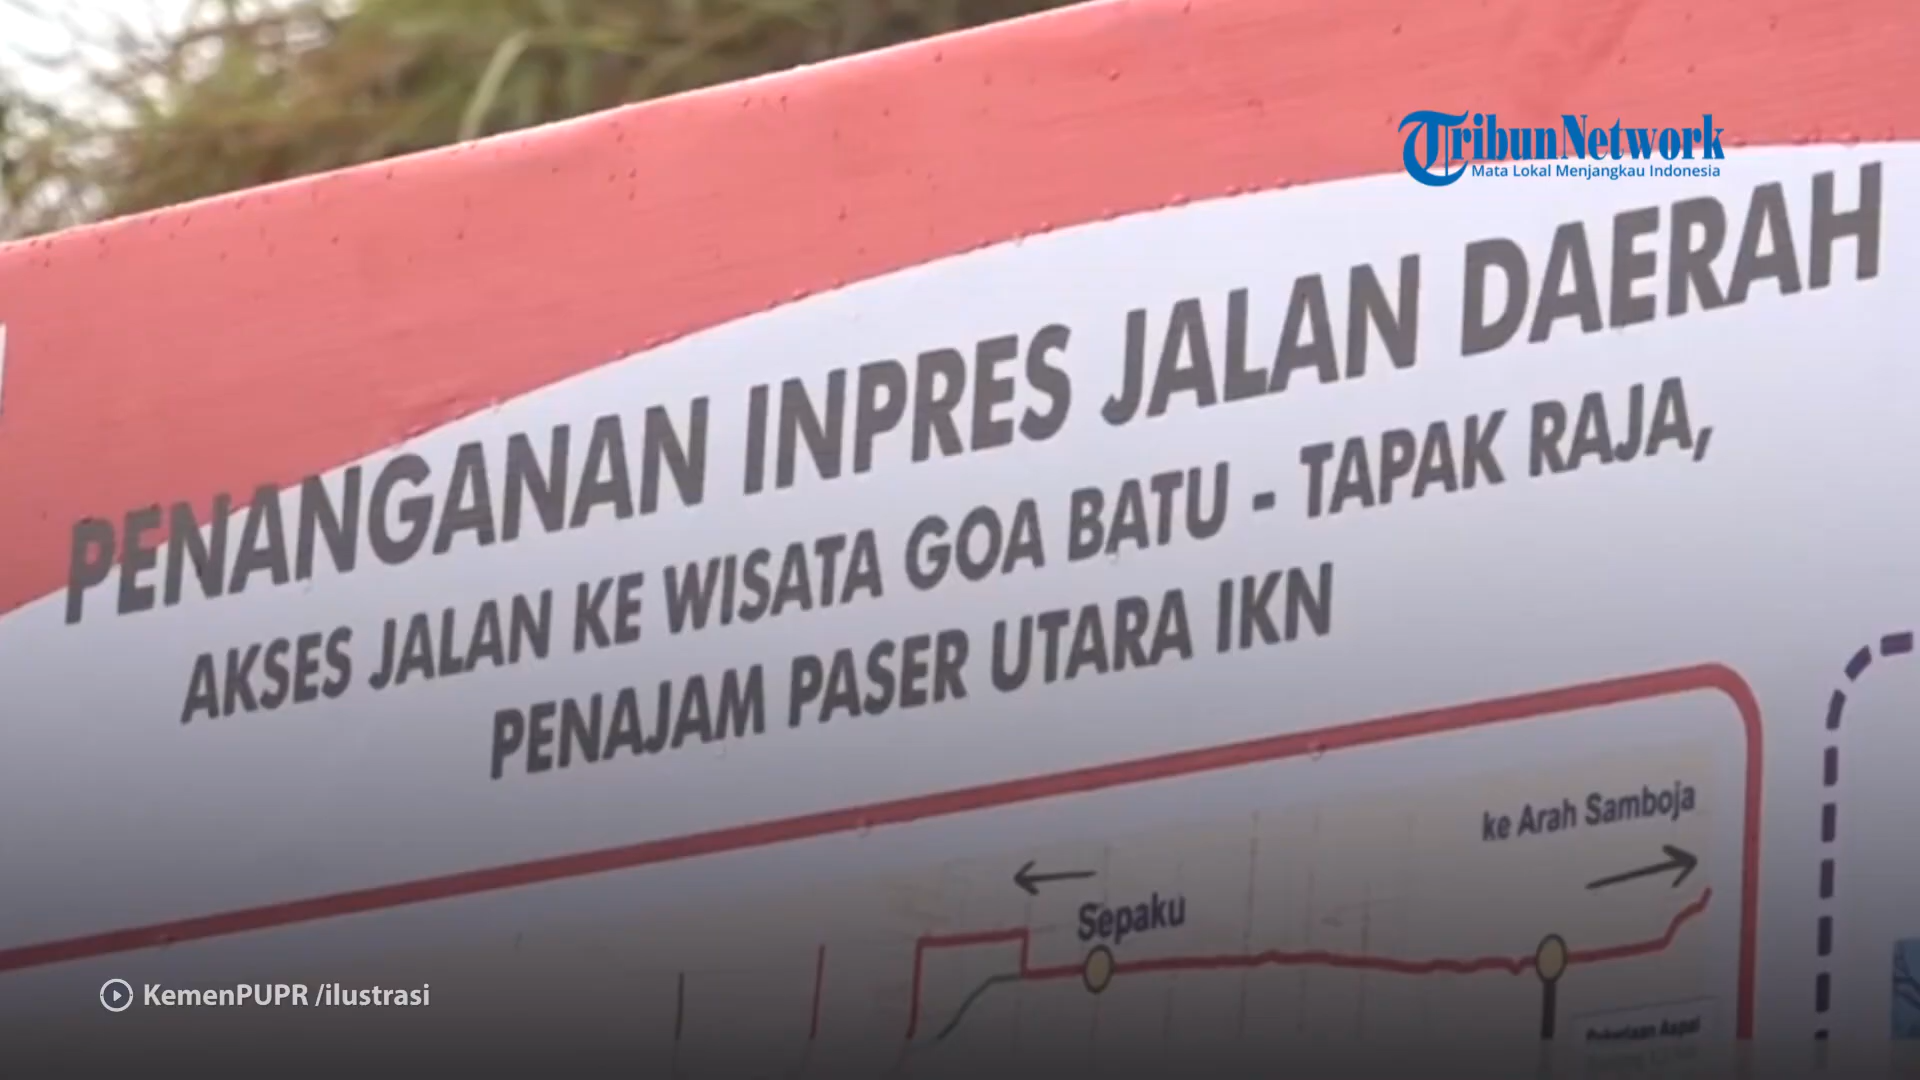 TribunNetwork
Mata Lokal Menjangkau Indonesia
PENANGANAN INPRES JALAN DAERAH
AKSES JALAN KE WISATA GOA BATU - TAPAK RAJA,
PENAJAM PASER UTARA IKN
ke Arah Samboja
Sepaku
KemenPUPR /ilustrasi